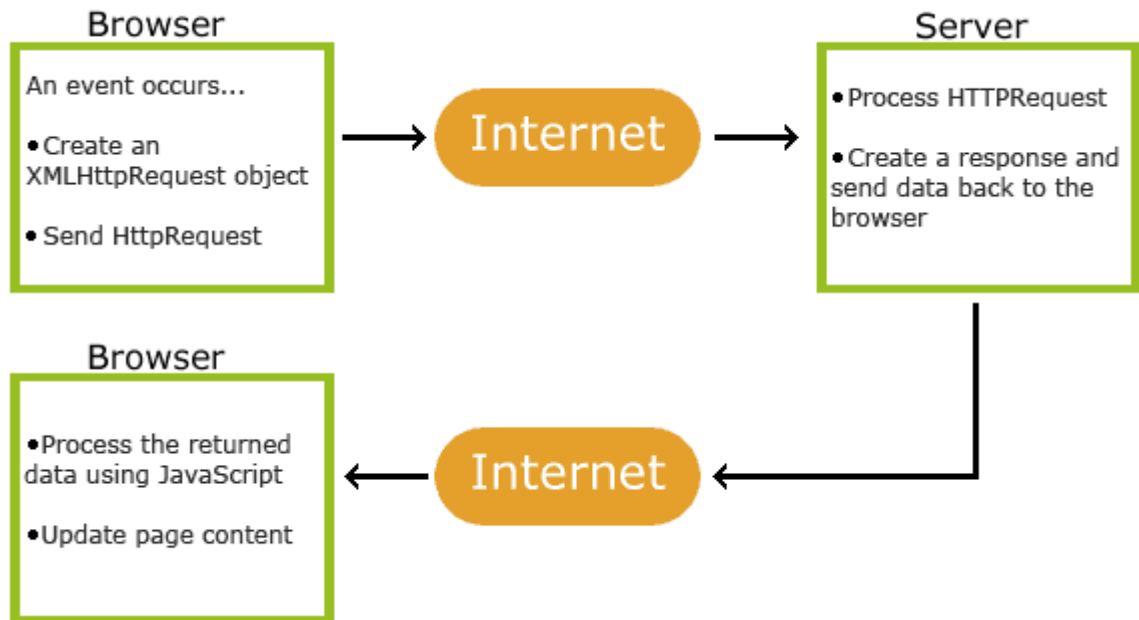 Browser
An event occurs...
•Create an
XMLHttpRequest object
• Send HttpRequest
Internet
Server
•Process HTTPRequest
•Create a response and
send data back to the
browser
Browser
•Process the returned
data using JavaScript
•Update page content
Internet